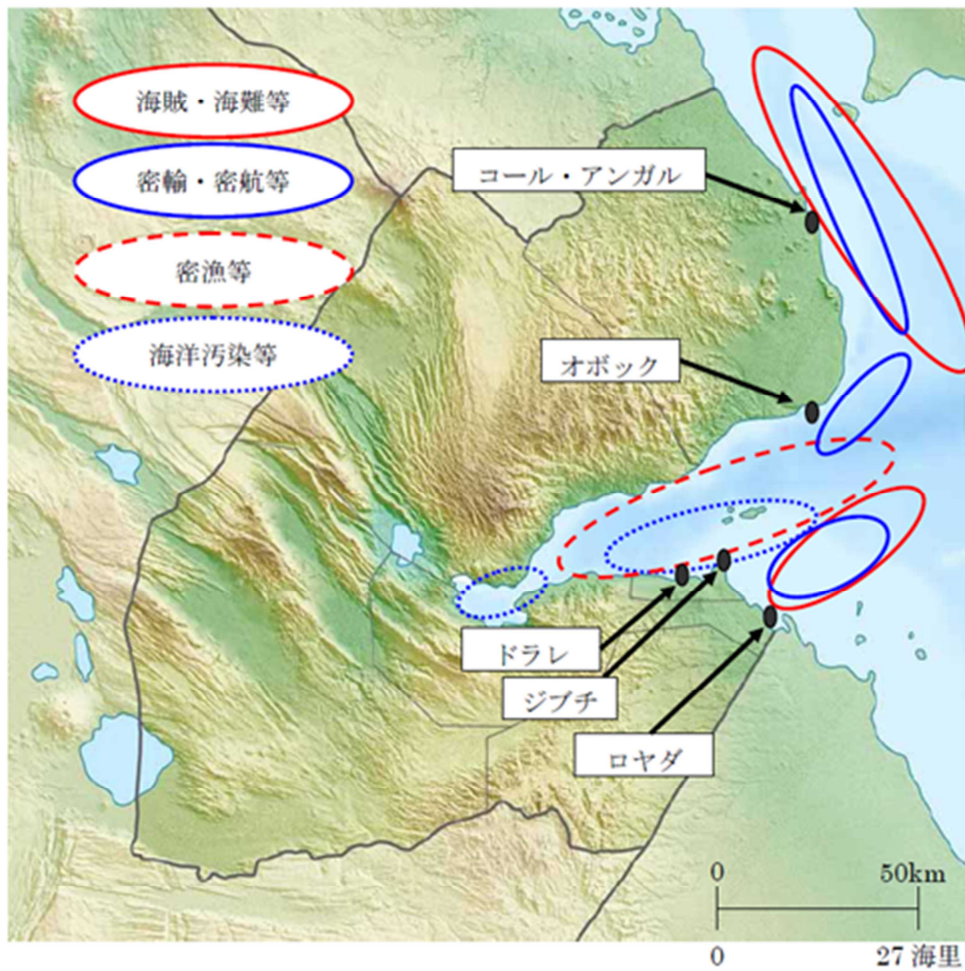 海賊・海難等
密輸・密航等
密漁等
海洋汚染等
コール・アンガル
オボック
ドラレ
ジブチ
ロヤダ
0 50km
0 27 海里